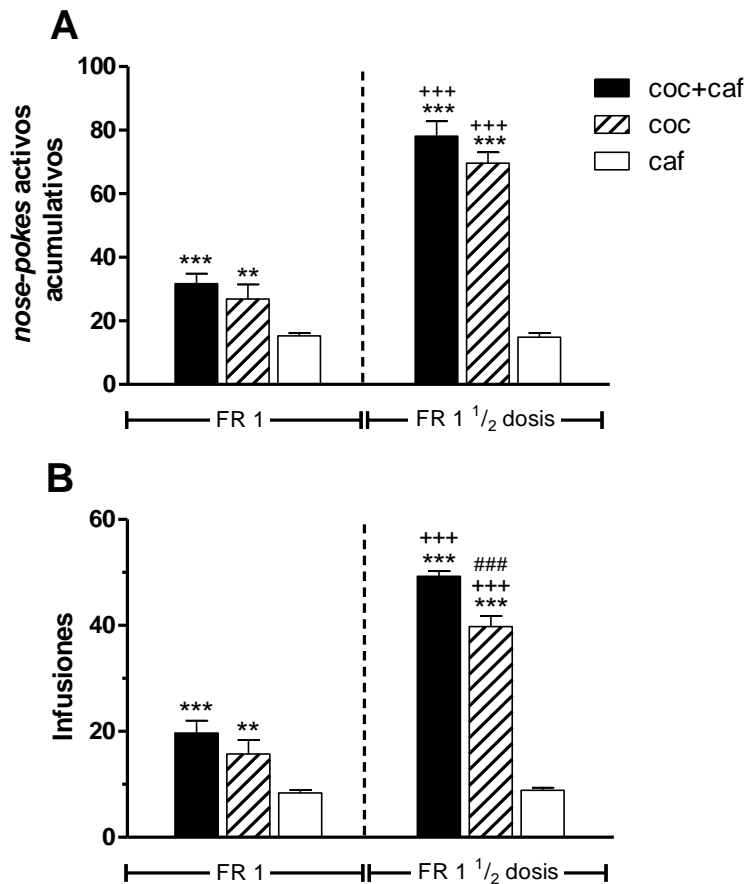 A
100
80
60
40
20
0
nose-pokes activos
acumulativos
***
**
+++
***
+++
***
coc+caf
coc
caf
FR 1
FR 1 1/2 dosis
B
60
40
20
0
Infusiones
***
**
+++
***
###
+++
***
FR 1
FR 1 1/2 dosis